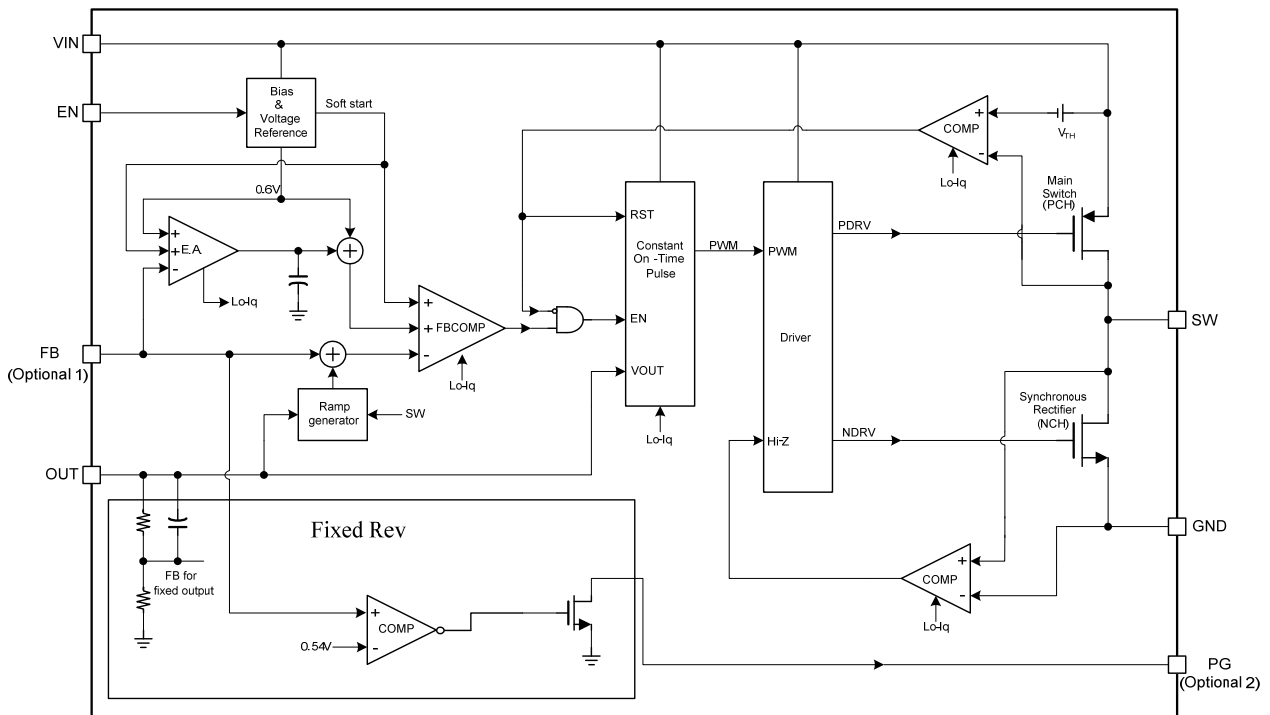 VIN
EN
Bias
&
Voltage
Reference
Soft start
0.6V
+
+
-
E.A.
+
Lo-Iq
FB
(Optional 1)
+
Ramp
generator
SW
+
+
-
FBCOMP
Lo-Iq
RST
Constant
On -Time
Pulse
EN
VOUT
Lo-Iq
PWM
PWM
Driver
Hi-Z
PDRV
NDRV
+
-
COMP
Lo-Iq
VTH
Main
Switch
(PCH)
SW
Synchronous
Rectifier
(NCH)
GND
+
-
COMP
Lo-Iq
OUT
Fixed Rev
FB for
fixed output
+
-
COMP
0.54V
PG
(Optional 2)